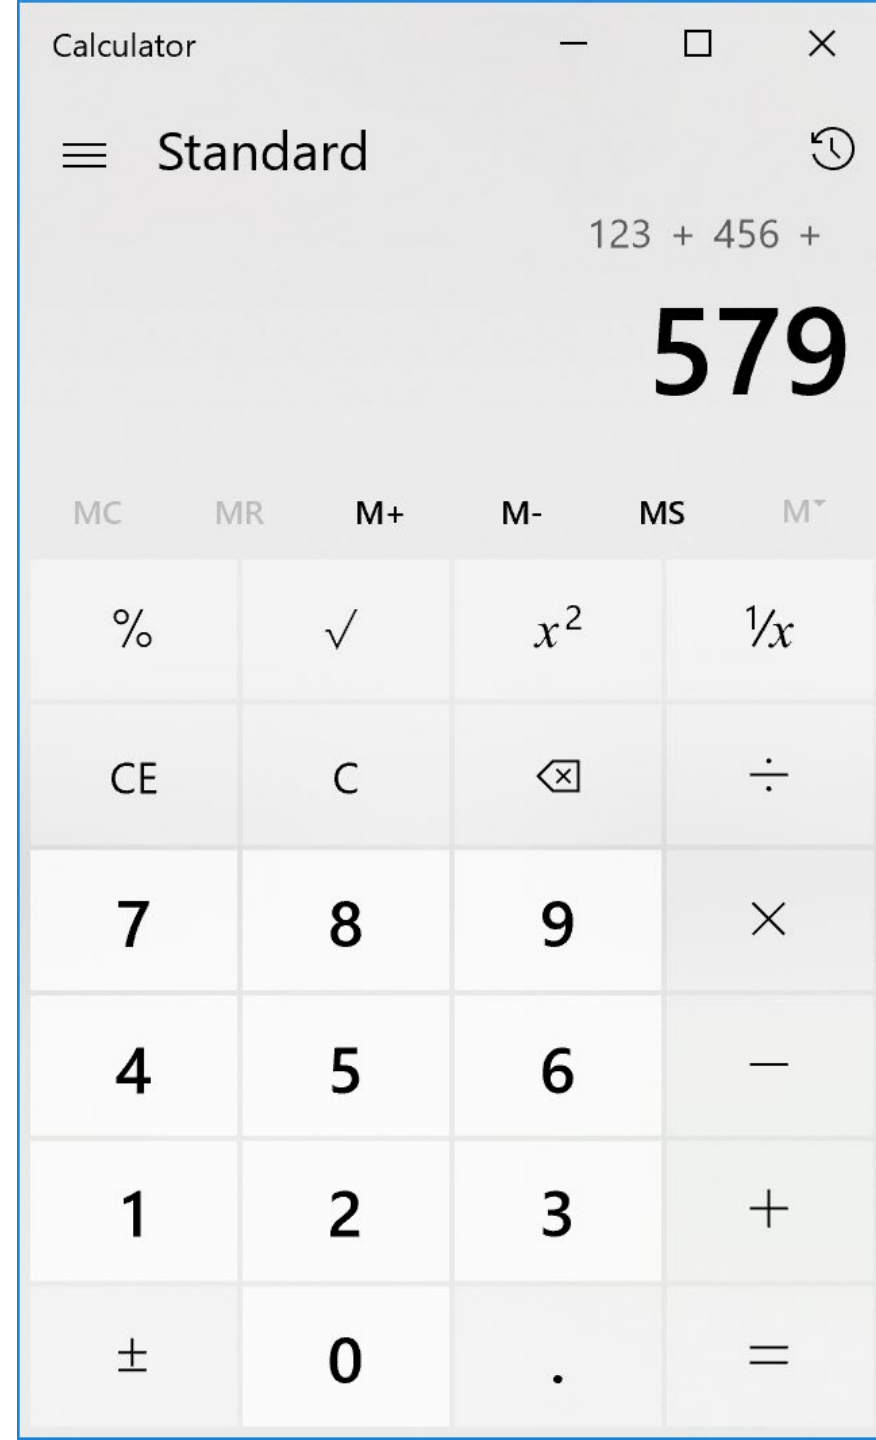 Calculator
Standard
123 + 456 +
579
MC MR M+ M- MS M
% √ x² ¹/x
CE C ÷
7 8 9 ×
4 5 6 −
1 2 3 +
± 0 . =